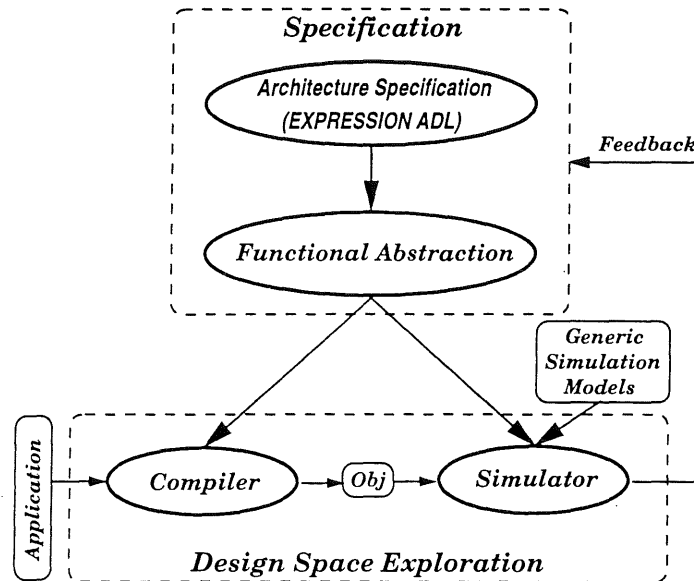 Specification
Architecture Specification
(EXPRESSION ADL)
Feedback
Functional Abstraction
Generic
Simulation
Models
Application
Compiler
Obj
Simulator
Design Space Exploration